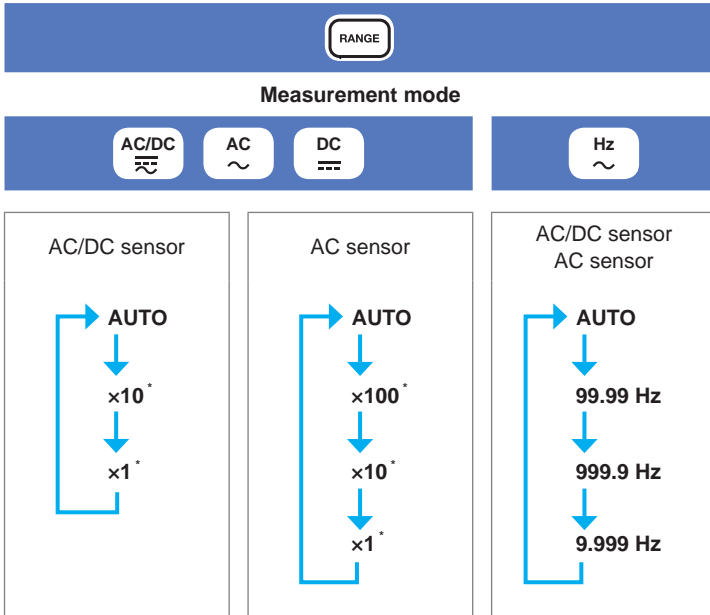 RANGE
Measurement mode
AC/DC
AC
DC
Hz
AC/DC sensor
AUTO
×10*
×1*
AC sensor
AUTO
×100*
×10*
×1*
AC/DC sensor
AC sensor
AUTO
99.99 Hz
999.9 Hz
9.999 Hz